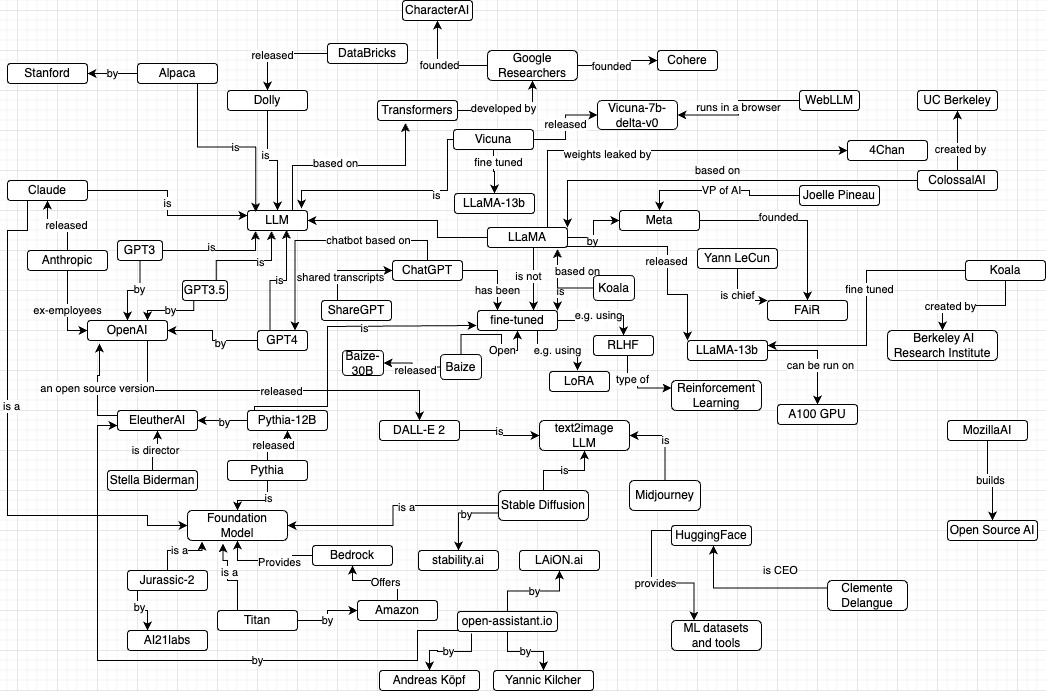 CharacterAI
released
DataBricks
founded
Google
Researchers
founded
Cohere
Stanford
by
Alpaca
Dolly
Transformers
developed by
Vicuna-7b-
delta-v0
runs in a browser
WebLLM
UC Berkeley
released
Vicuna
fine tuned
is
is
based on
weights leaked by
4Chan
created by
based on
ColossalAI
Claude
is
is
LLaMA-13b
VP of AI
Joelle Pineau
released
LLM
Meta
founded
LLaMA
by
chatbot based on
GPT3
is
Anthropic
is
released
Yann LeCun
shared transcripts
ChatGPT
is not
based on
Koala
fine tuned
is
by
GPT3.5
has been
is
Koala
is chief
ex-employees
by
ShareGPT
created by
FAiR
fine-tuned
e.g. using
OpenAI
is
by
GPT4
RLHF
Berkeley AI
Research Institute
Open
e.g. using
LLaMA-13b
Baize-
30B
released
Baize
can be run on
LoRA
type of
an open source version
released
Reinforcement
Learning
is a
A100 GPU
EleutherAI
by
Pythia-12B
DALL-E 2
is
text2image
LLM
is
MozillaAI
is director
released
Stella Biderman
Pythia
is
builds
is
Midjourney
Stable Diffusion
is a
by
Foundation
Model
Open Source AI
HuggingFace
is a
Provides
Bedrock
stability.ai
LAiON.ai
is a
is CEO
Jurassic-2
Offers
provides
by
Clemente
Delangue
by
Amazon
Titan
by
open-assistant.io
AI21labs
ML datasets
and tools
by
by
by
Andreas Köpf
Yannic Kilcher